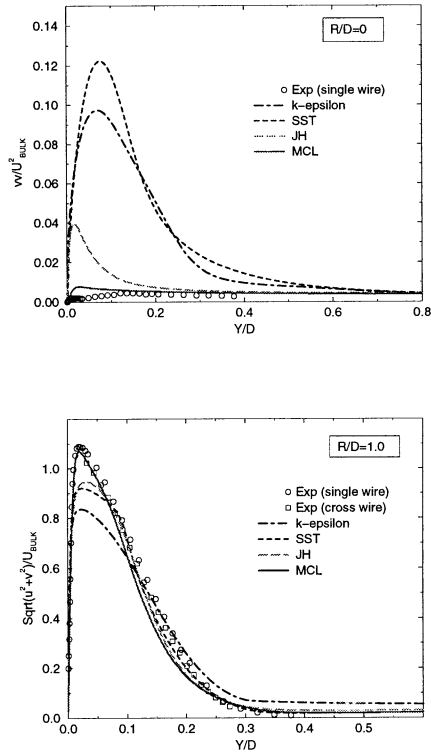 R/D=0
0.14
0.12
0.10
0.08
0.06
0.04
0.02
0.00
vv/U²BULK
Exp (single wire)
k-epsilon
SST
JH
MCL
0.0 0.2 0.4 0.6 0.8
Y/D
R/D=1.0
1.0
0.8
0.6
0.4
0.2
0.0
Sqrt(u²+v²)/UBULK
Exp (single wire)
Exp (cross wire)
k-epsilon
SST
JH
MCL
0.0 0.1 0.2 0.3 0.4 0.5
Y/D